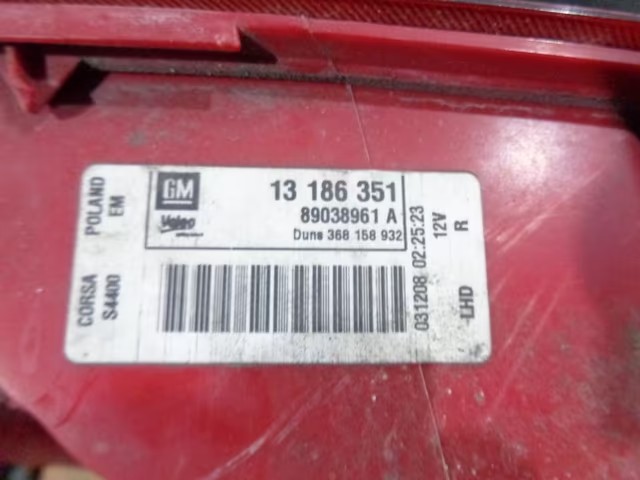 GM
Valeo
13 186 351
89038961 A
Duns 368 158 932
CORSA POLAND
S4400 EM
031208 02:25:23
12V
LHD R